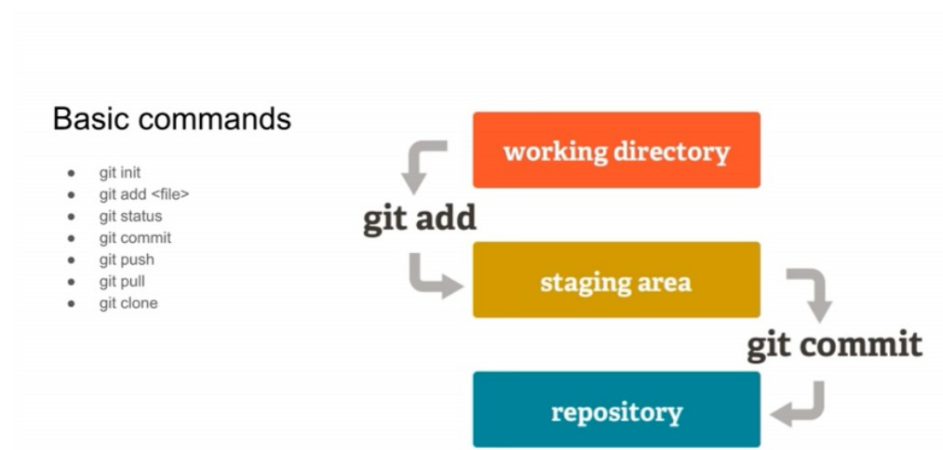 Basic commands
● git init
● git add <file>
● git status
● git commit
● git push
● git pull
● git clone
working directory
git add
staging area
git commit
repository